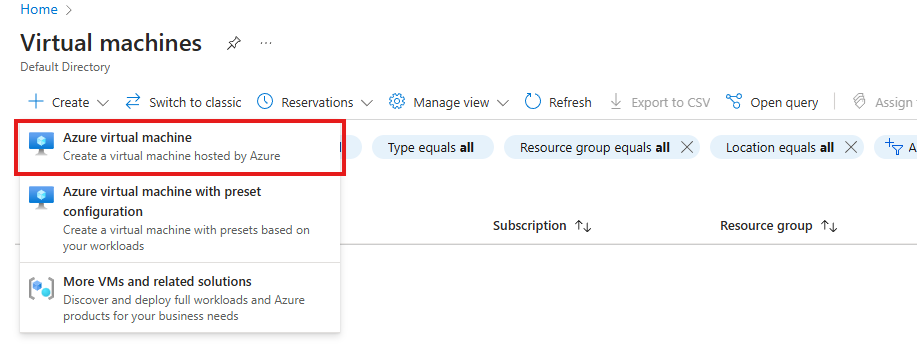 Home
Virtual machines
Default Directory
Create Switch to classic Reservations Manage view Refresh Export to CSV Open query Assign
Azure virtual machine
Create a virtual machine hosted by Azure
Type equals all Resource group equals all Location equals all
Azure virtual machine with preset
configuration
Create a virtual machine with presets based on
your workloads
Subscription Resource group
More VMs and related solutions
Discover and deploy full workloads and Azure
products for your business needs